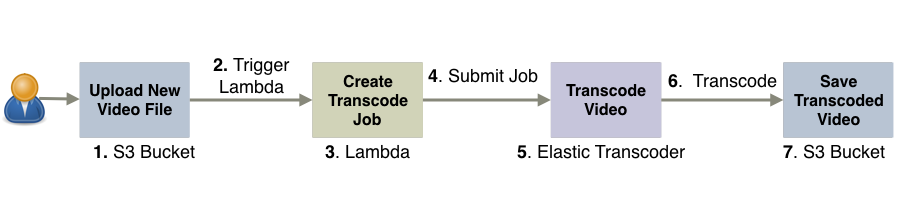 Upload New
Video File
1. S3 Bucket
2. Trigger
Lambda
Create
Transcode
Job
3. Lambda
4. Submit Job
Transcode
Video
5. Elastic Transcoder
6. Transcode
Save
Transcoded
Video
7. S3 Bucket